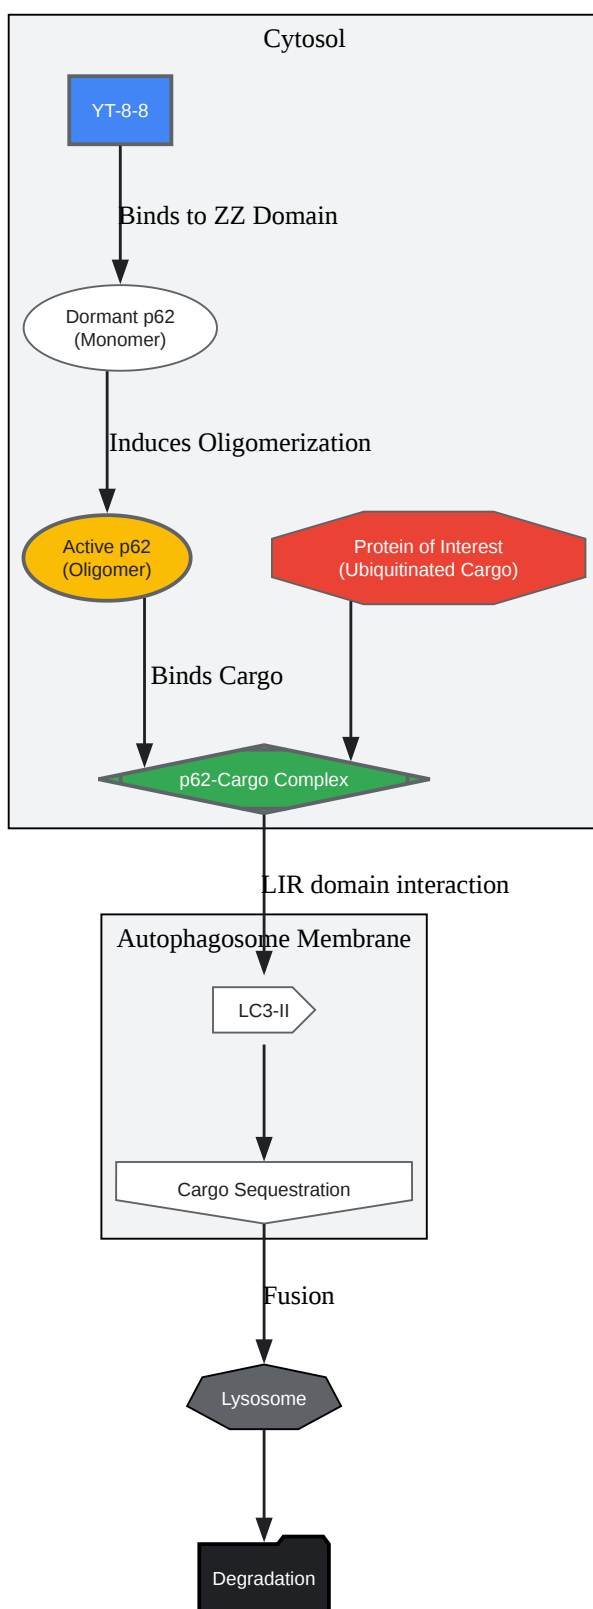 Cytosol
YT-8-8
Binds to ZZ Domain
Dormant p62
(Monomer)
Induces Oligomerization
Active p62
(Oligomer)
Protein of Interest
(Ubiquitinated Cargo)
Binds Cargo
p62-Cargo Complex
LIR domain interaction
Autophagosome Membrane
LC3-II
Cargo Sequestration
Fusion
Lysosome
Degradation